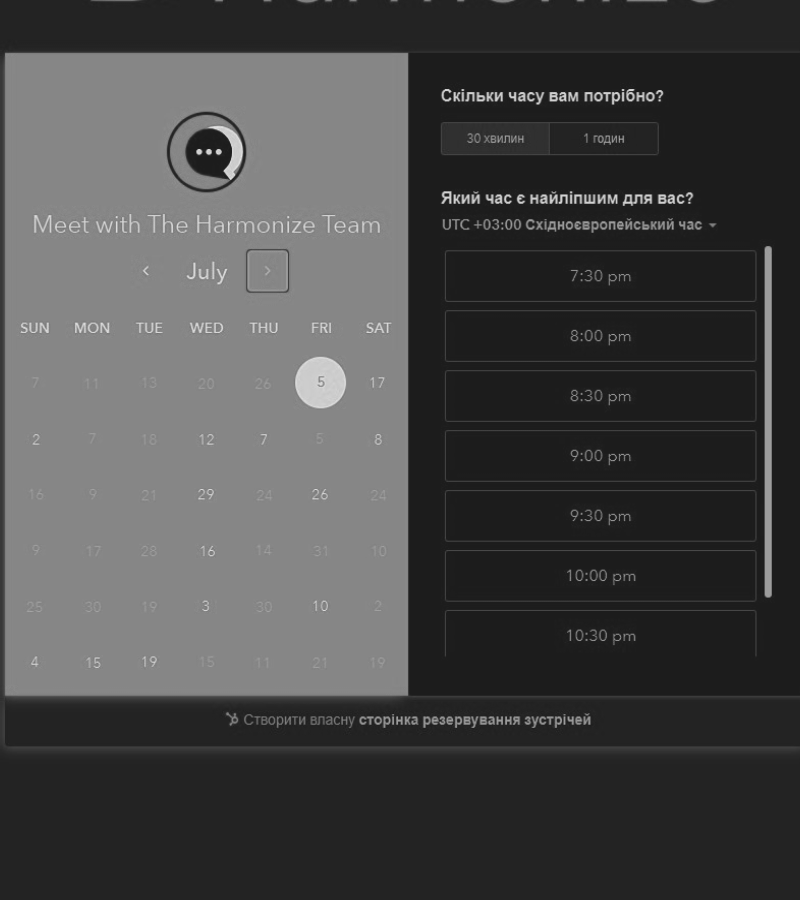 Meet with The Harmonize Team
July
SUN MON TUE WED THU FRI SAT
7 11 13 20 26 5 17
2 7 18 12 7 5 8
16 9 21 29 24 26 24
9 17 28 16 14 31 10
25 30 19 3 30 10 2
4 15 19 15 11 21 19
Скільки часу вам потрібно?
30 хвилин 1 годин
Який час є найліпшим для вас?
UTC +03:00 Східноєвропейський час
7:30 pm
8:00 pm
8:30 pm
9:00 pm
9:30 pm
10:00 pm
10:30 pm
Створити власну сторінка резервування зустрічей